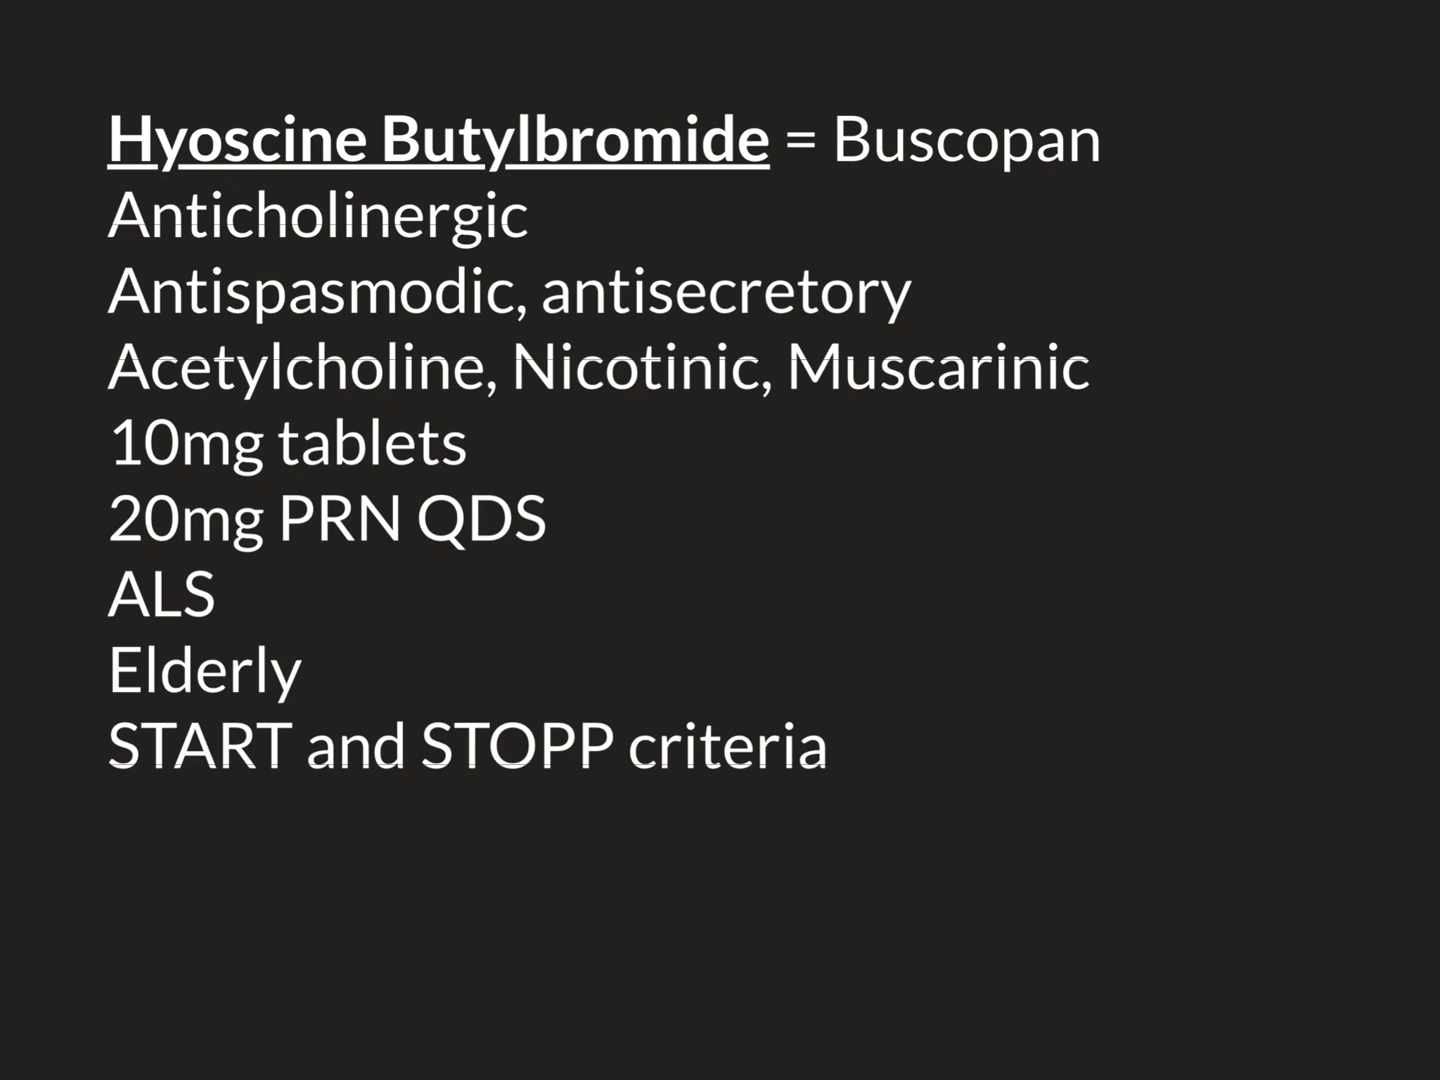 Hyoscine Butylbromide = Buscopan
Anticholinergic
Antispasmodic, antisecretory
Acetylcholine, Nicotinic, Muscarinic
10mg tablets
20mg PRN QDS
ALS
Elderly
START and STOPP criteria